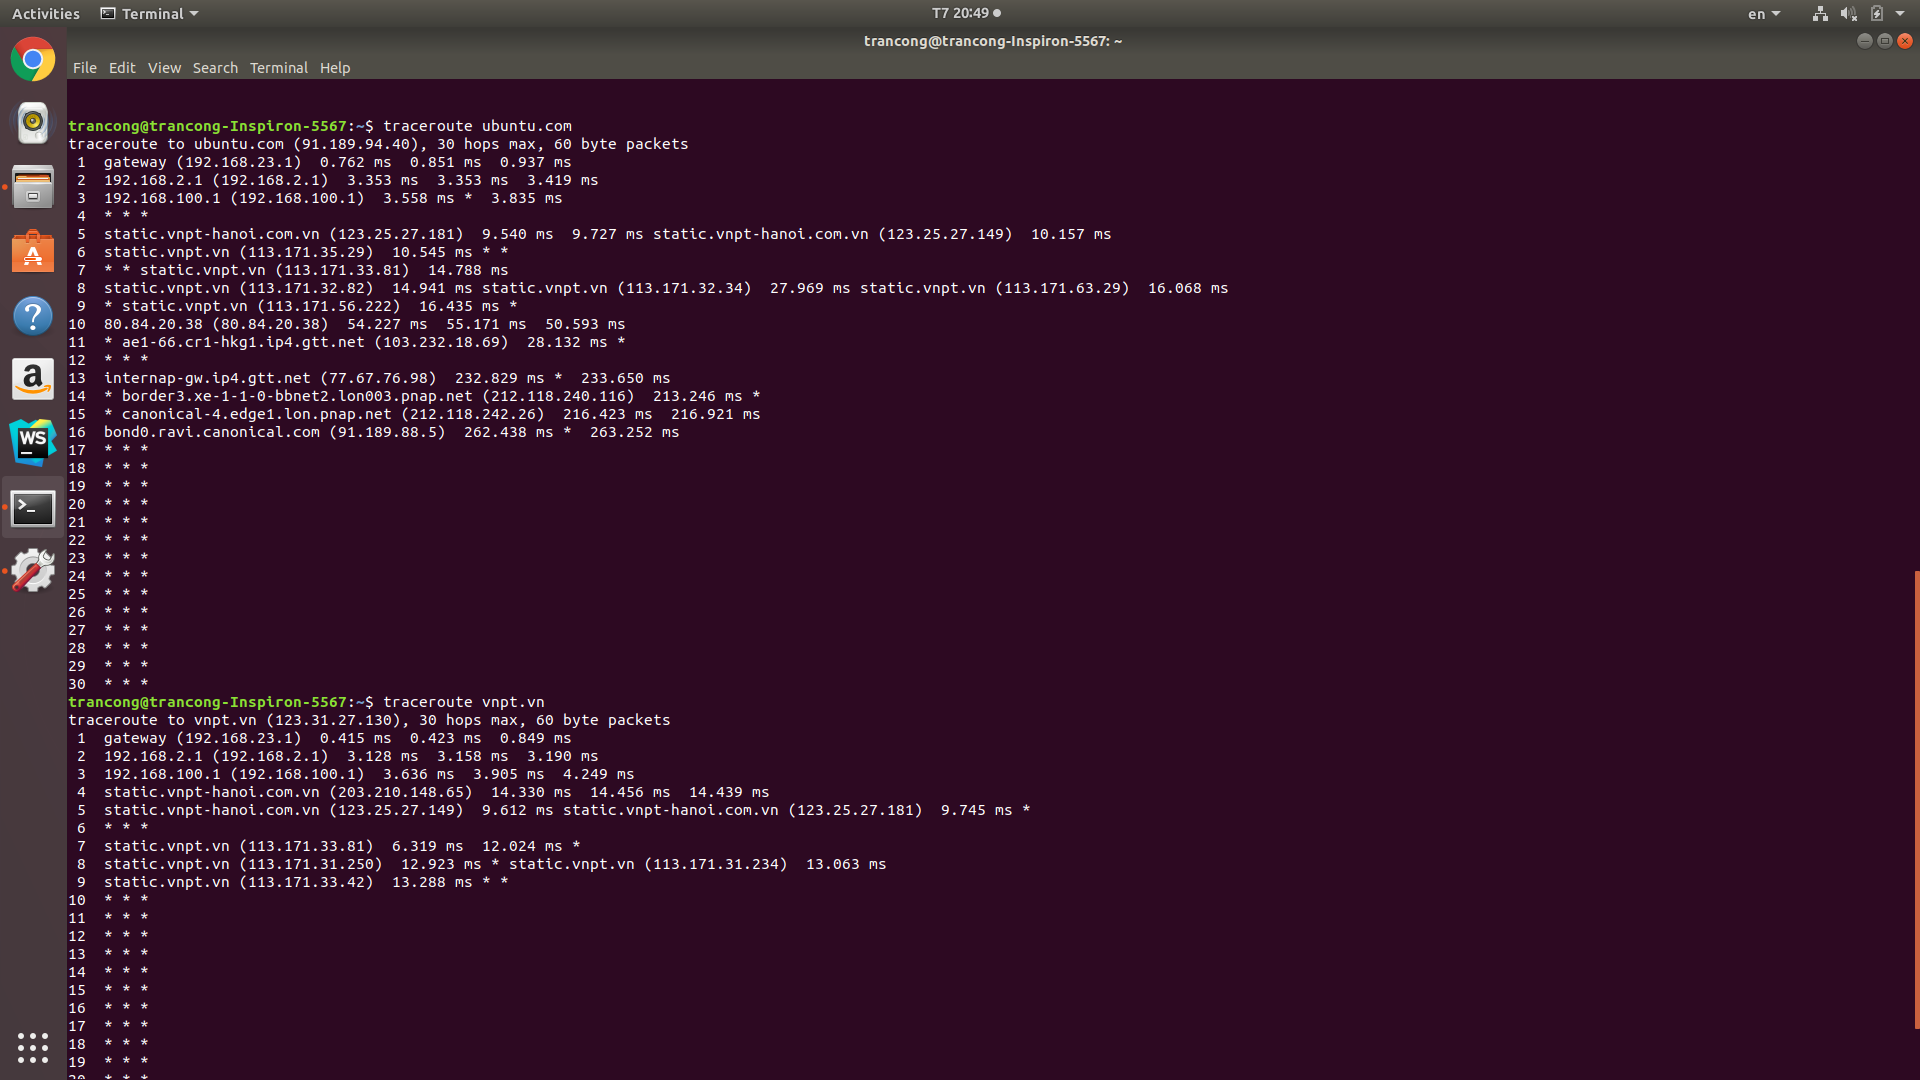 Activities Terminal T7 20:49 en
trancong@trancong-Inspiron-5567: ~
File Edit View Search Terminal Help
trancong@trancong-Inspiron-5567:~$ traceroute ubuntu.com
traceroute to ubuntu.com (91.189.94.40), 30 hops max, 60 byte packets
1 gateway (192.168.23.1) 0.762 ms 0.851 ms 0.937 ms
2 192.168.2.1 (192.168.2.1) 3.353 ms 3.353 ms 3.419 ms
3 192.168.100.1 (192.168.100.1) 3.558 ms * 3.835 ms
4 * * *
5 static.vnpt-hanoi.com.vn (123.25.27.181) 9.540 ms 9.727 ms static.vnpt-hanoi.com.vn (123.25.27.149) 10.157 ms
6 static.vnpt.vn (113.171.35.29) 10.545 ms * *
7 * * static.vnpt.vn (113.171.33.81) 14.788 ms
8 static.vnpt.vn (113.171.32.82) 14.941 ms static.vnpt.vn (113.171.32.34) 27.969 ms static.vnpt.vn (113.171.63.29) 16.068 ms
9 * static.vnpt.vn (113.171.56.222) 16.435 ms *
10 80.84.20.38 (80.84.20.38) 54.227 ms 55.171 ms 50.593 ms
11 * ae1-66.cr1-hkg1.ip4.gtt.net (103.232.18.69) 28.132 ms *
12 * * *
13 internap-gw.ip4.gtt.net (77.67.76.98) 232.829 ms * 233.650 ms
14 * border3.xe-1-1-0-bbnet2.lon003.pnap.net (212.118.240.116) 213.246 ms *
15 * canonical-4.edge1.lon.pnap.net (212.118.242.26) 216.423 ms 216.921 ms
16 bond0.ravi.canonical.com (91.189.88.5) 262.438 ms * 263.252 ms
17 * * *
18 * * *
19 * * *
20 * * *
21 * * *
22 * * *
23 * * *
24 * * *
25 * * *
26 * * *
27 * * *
28 * * *
29 * * *
30 * * *
trancong@trancong-Inspiron-5567:~$ traceroute vnpt.vn
traceroute to vnpt.vn (123.31.27.130), 30 hops max, 60 byte packets
1 gateway (192.168.23.1) 0.415 ms 0.423 ms 0.849 ms
2 192.168.2.1 (192.168.2.1) 3.128 ms 3.158 ms 3.190 ms
3 192.168.100.1 (192.168.100.1) 3.636 ms 3.905 ms 4.249 ms
4 static.vnpt-hanoi.com.vn (203.210.148.65) 14.330 ms 14.456 ms 14.439 ms
5 static.vnpt-hanoi.com.vn (123.25.27.149) 9.612 ms static.vnpt-hanoi.com.vn (123.25.27.181) 9.745 ms *
6 * * *
7 static.vnpt.vn (113.171.33.81) 6.319 ms 12.024 ms *
8 static.vnpt.vn (113.171.31.250) 12.923 ms * static.vnpt.vn (113.171.31.234) 13.063 ms
9 static.vnpt.vn (113.171.33.42) 13.288 ms * *
10 * * *
11 * * *
12 * * *
13 * * *
14 * * *
15 * * *
16 * * *
17 * * *
18 * * *
19 * * *
20 * * *
WS